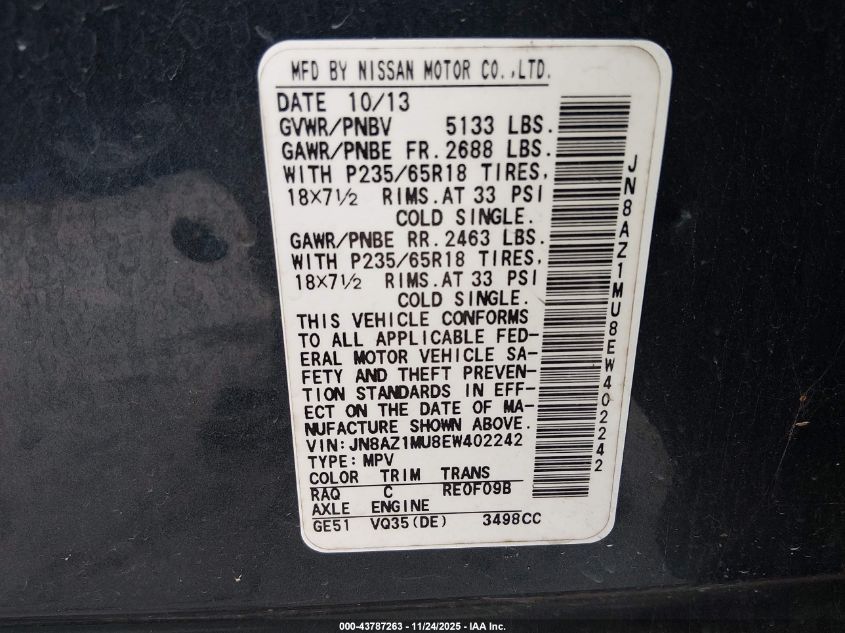 MFD BY NISSAN MOTOR CO.,LTD.
DATE 10/13
GVWR/PNBV 5133 LBS.
GAWR/PNBE FR. 2688 LBS.
WITH P235/65R18 TIRES,
18×7½ RIMS. AT 33 PSI
COLD SINGLE.
GAWR/PNBE RR. 2463 LBS.
WITH P235/65R18 TIRES,
18×7½ RIMS. AT 33 PSI
COLD SINGLE.
THIS VEHICLE CONFORMS
TO ALL APPLICABLE FED-
ERAL MOTOR VEHICLE SA-
FETY AND THEFT PREVEN-
TION STANDARDS IN EFF-
ECT ON THE DATE OF MA-
NUFACTURE SHOWN ABOVE.
VIN:JN8AZ1MU8EW402242
TYPE: MPV
COLOR TRIM TRANS
RAQ C RE0F09B
AXLE ENGINE
GE51 VQ35(DE) 3498CC
JN8AZ1MU8EW402242
000-43787263 - 11/24/2025 - IAA Inc.